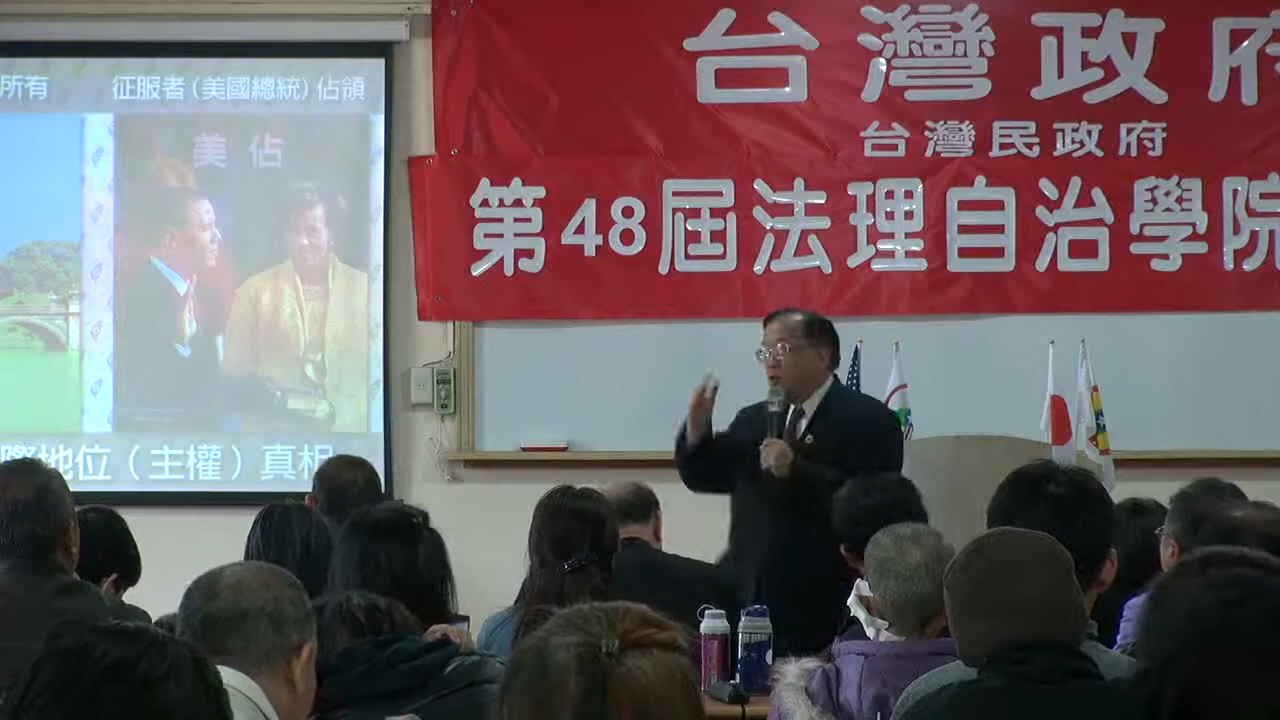 所有
征服者(美國總統)佔領
美佔
際地位(主權)真相
台灣政府
台灣民政府
第48屆法理自治學院